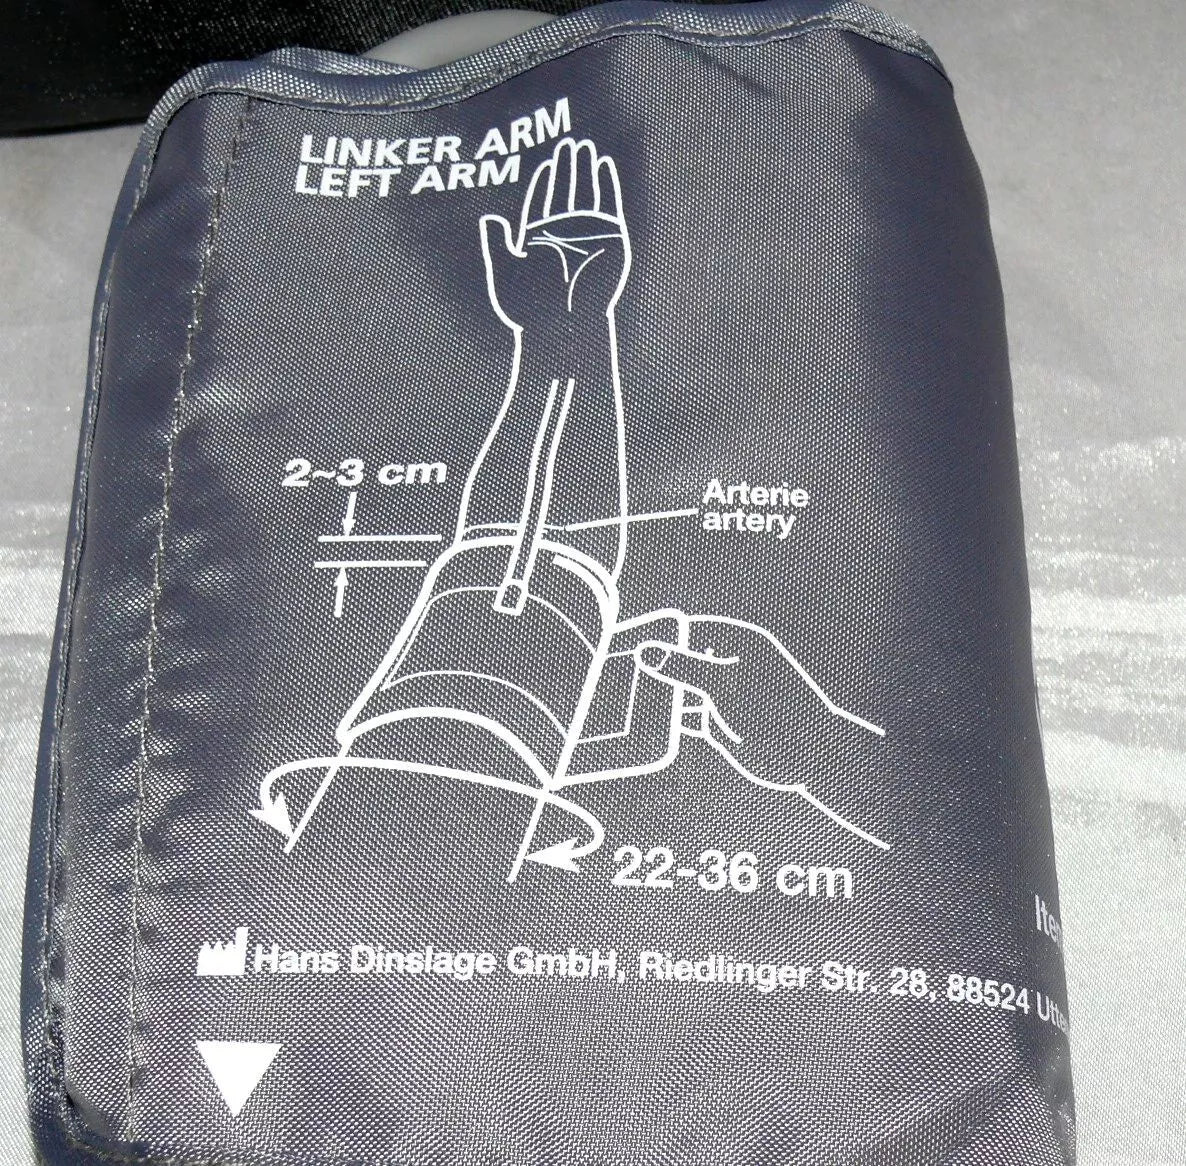 LINKER ARM
LEFT ARM
2~3 cm
Arterie
artery
22-36 cm
Hans Dinslage GmbH, Riedlinger Str. 28, 88524